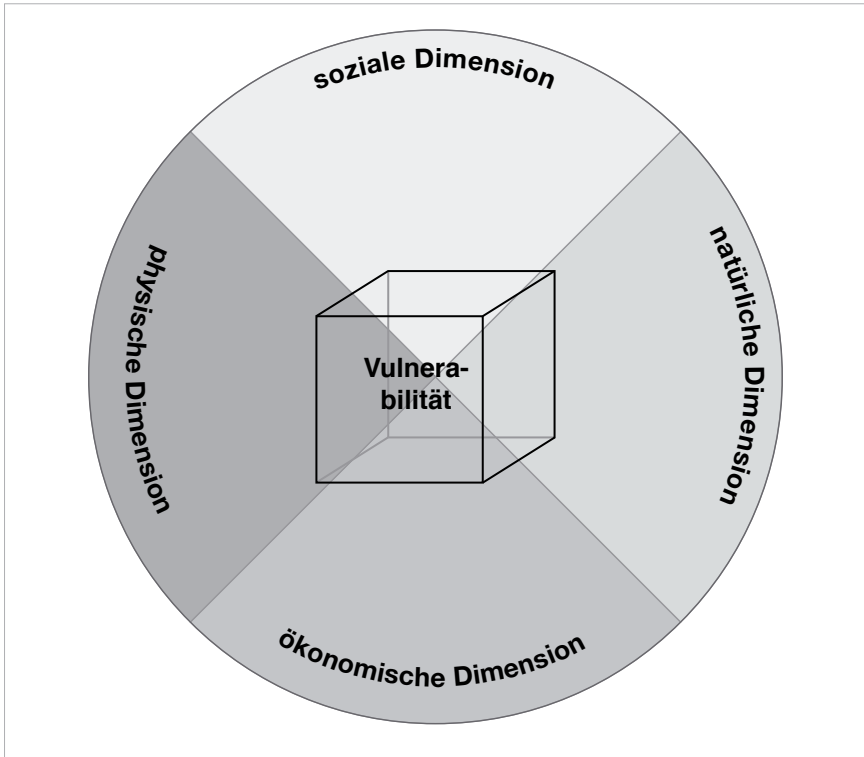 soziale Dimension
physische Dimension
natürliche Dimension
Vulnera-
bilität
ökonomische Dimension